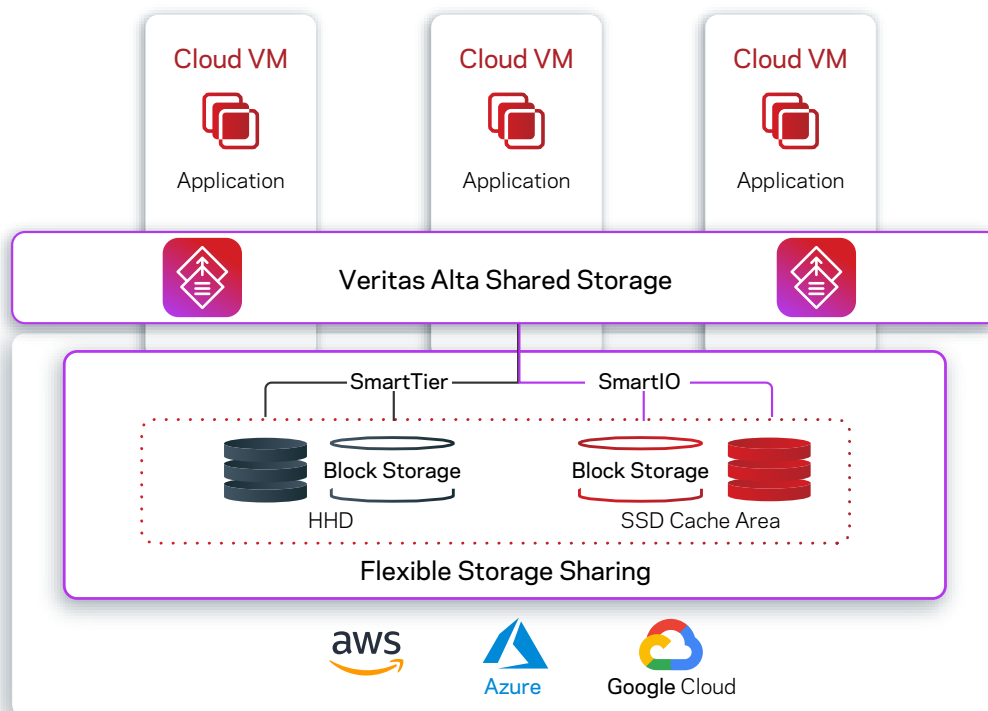 Cloud VM
Cloud VM
Cloud VM
Application
Application
Application
Veritas Alta Shared Storage
SmartTier
SmartIO
Block Storage
Block Storage
HHD
SSD Cache Area
Flexible Storage Sharing
aws
Azure
Google Cloud